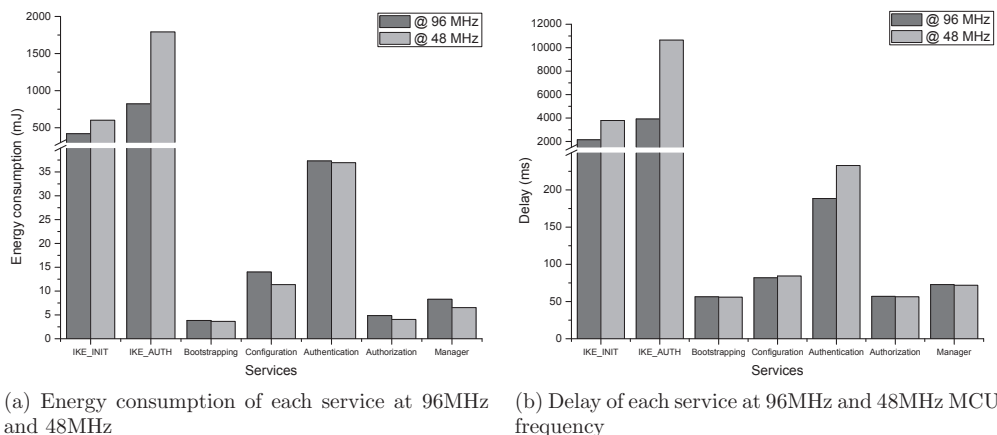 2000
1750
1500
1250
1000
750
500
35
30
25
20
15
10
5
0
Energy consumption (mJ)
@ 96 MHz
@ 48 MHz
IKE_INIT IKE_AUTH Bootstrapping Configuration Authentication Authorization Manager
Services
(a) Energy consumption of each service at 96MHz
and 48MHz
12000
10000
8000
6000
4000
2000
200
150
100
50
0
Delay (ms)
@ 96 MHz
@ 48 MHz
IKE_INIT IKE_AUTH Bootstrapping Configuration Authentication Authorization Manager
Services
(b) Delay of each service at 96MHz and 48MHz MCU
frequency